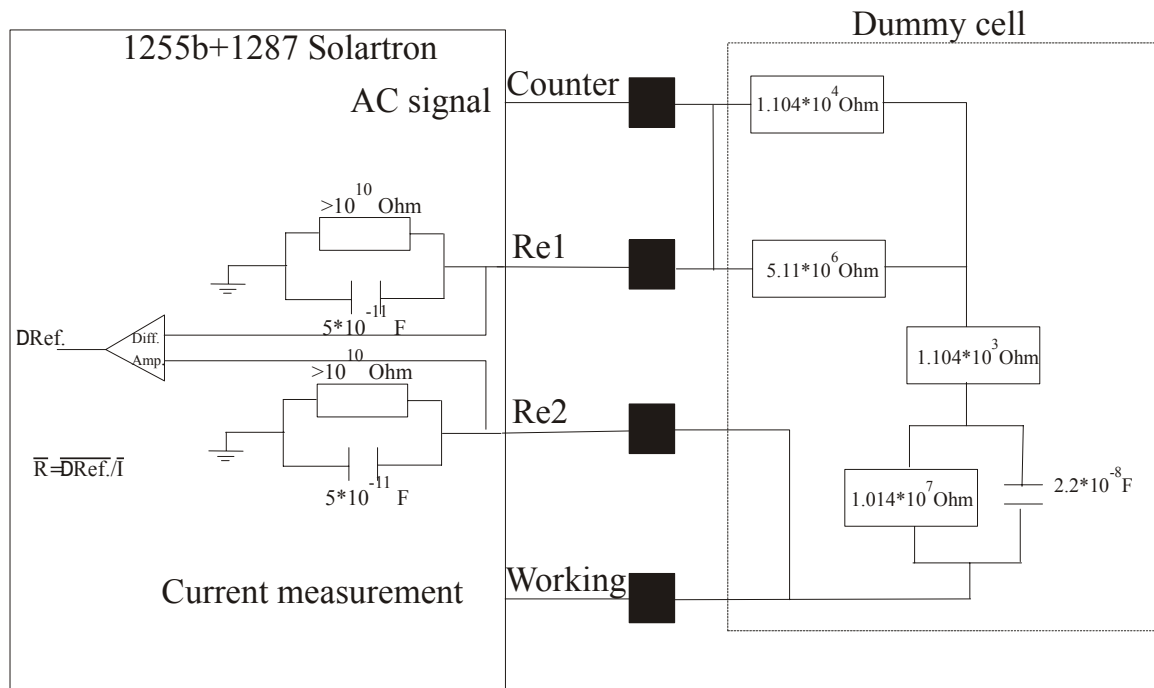 Dummy cell
1255b+1287 Solartron
AC signal
Counter
1.104*10^4 Ohm
>10^10 Ohm
Re1
5.11*10^6 Ohm
5*10^-11 F
DRef.
Diff.
Amp.
>10^10 Ohm
1.104*10^3 Ohm
Re2
R=DRef./I
5*10^-11 F
1.014*10^7 Ohm
2.2*10^-8 F
Current measurement
Working